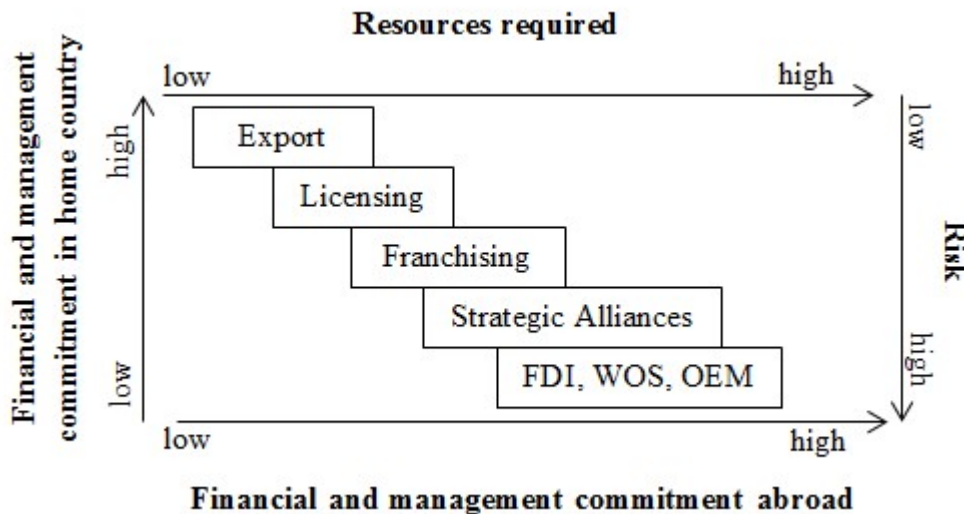 Resources required
low
high
Financial and management
commitment in home country
high
low
Export
Licensing
Franchising
Strategic Alliances
FDI, WOS, OEM
low
high
Risk
low
high
Financial and management commitment abroad